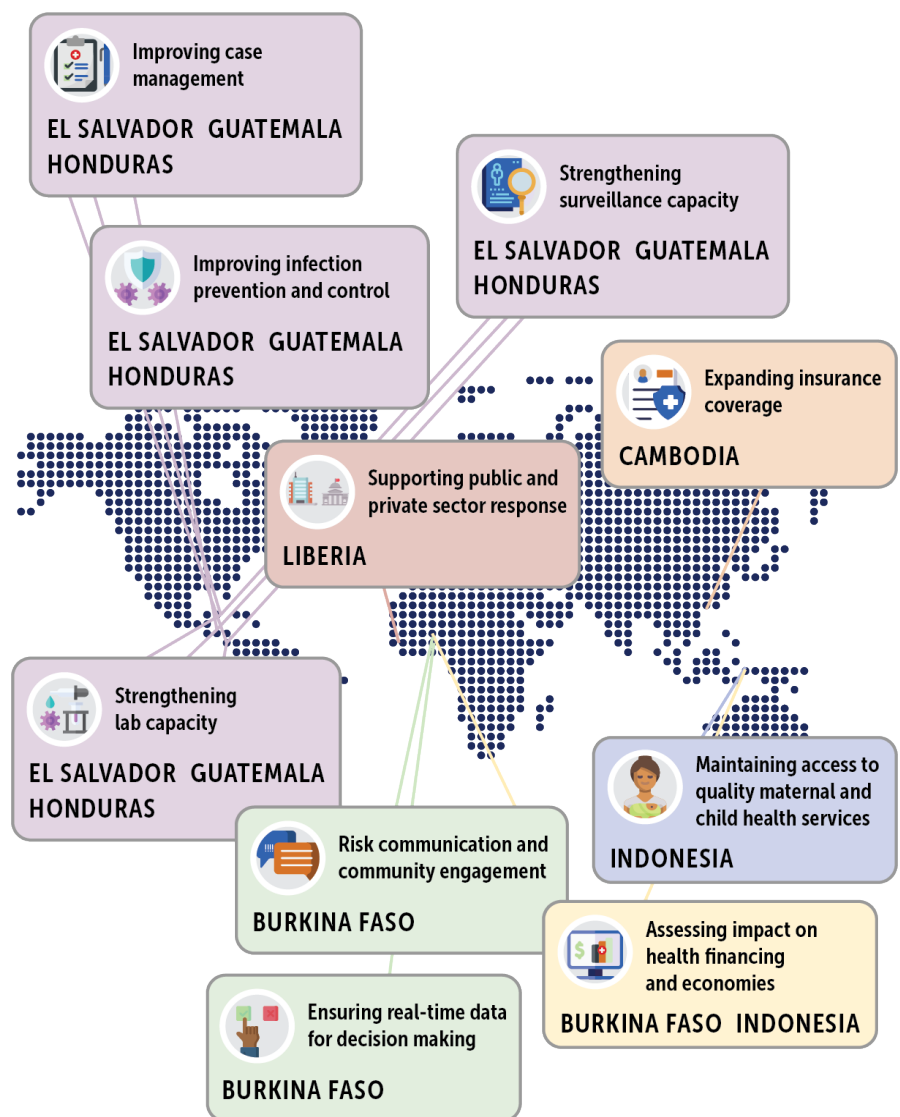 Improving case
management
EL SALVADOR GUATEMALA
HONDURAS
Strengthening
surveillance capacity
EL SALVADOR GUATEMALA
HONDURAS
Improving infection
prevention and control
EL SALVADOR GUATEMALA
HONDURAS
Expanding insurance
coverage
CAMBODIA
Supporting public and
private sector response
LIBERIA
Strengthening
lab capacity
EL SALVADOR GUATEMALA
HONDURAS
Maintaining access to
quality maternal and
child health services
INDONESIA
Risk communication and
community engagement
BURKINA FASO
Assessing impact on
health financing
and economies
BURKINA FASO INDONESIA
Ensuring real-time data
for decision making
BURKINA FASO